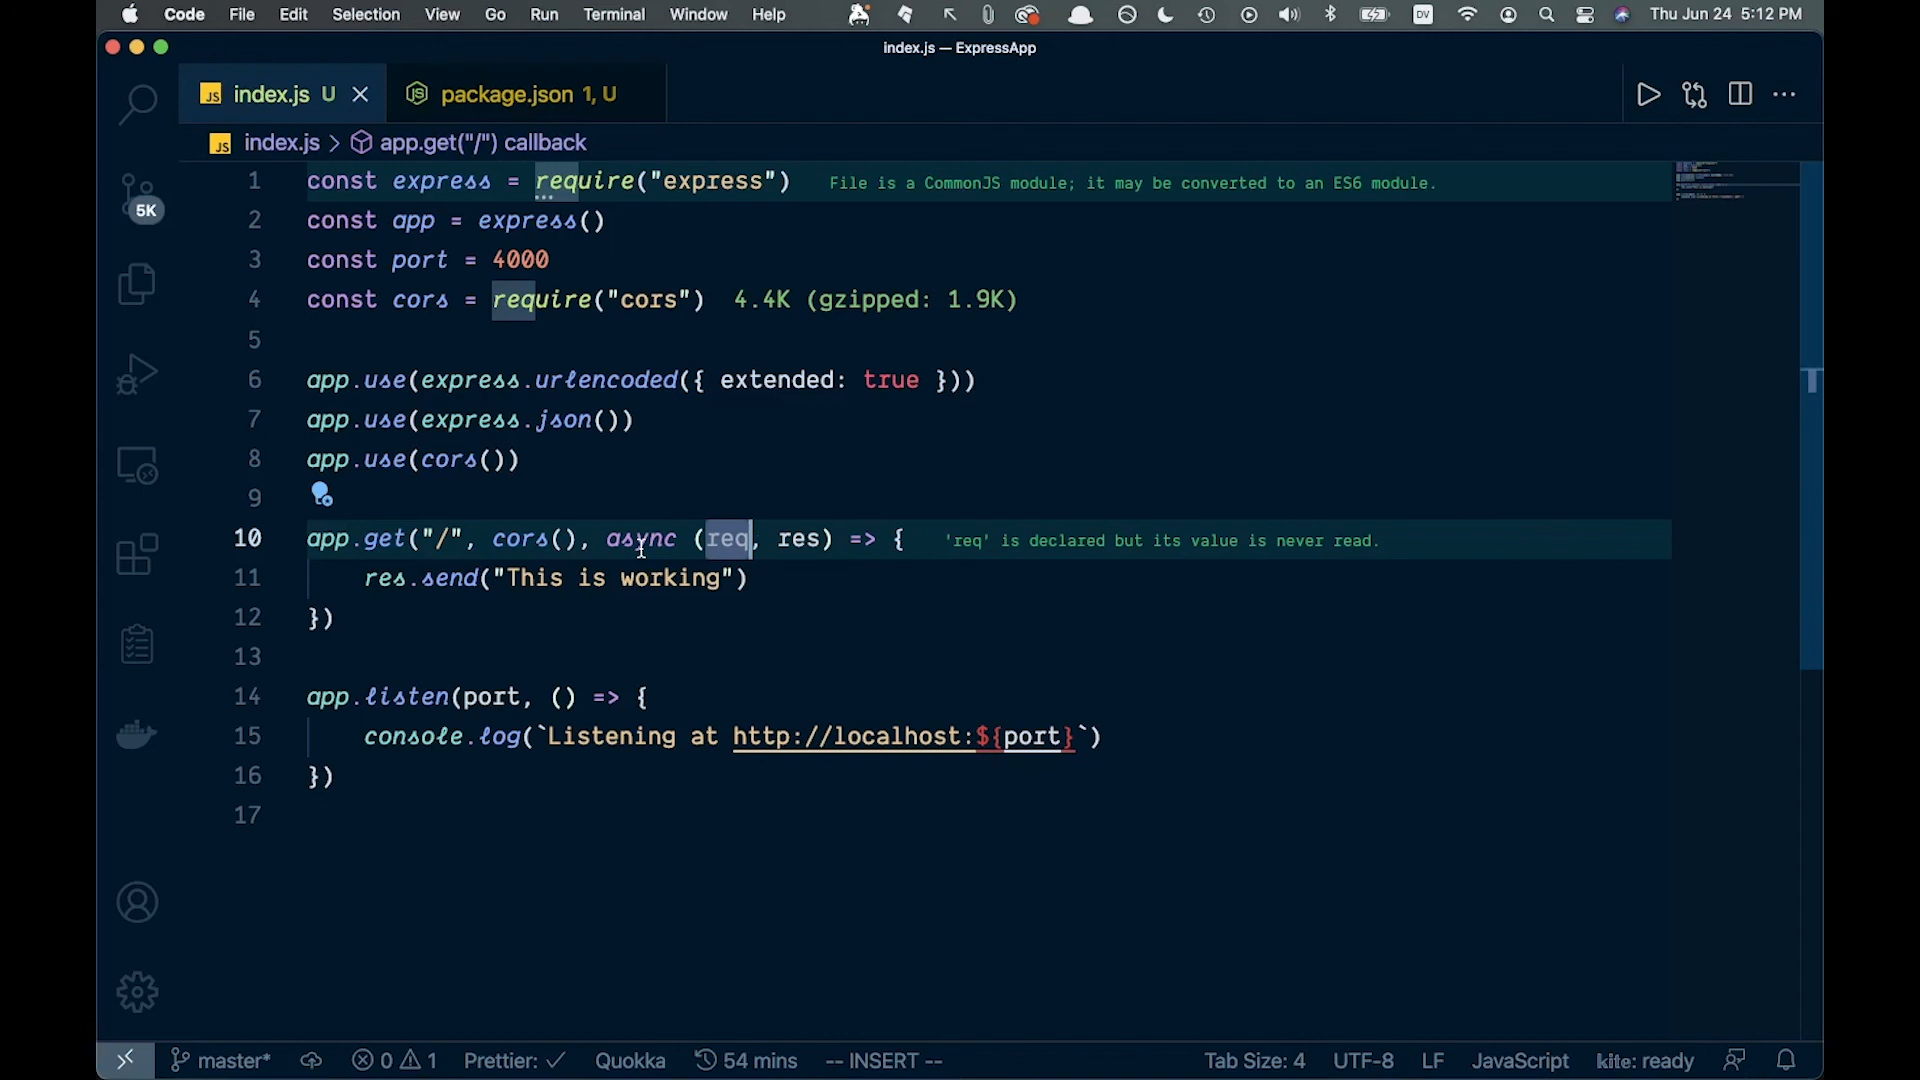 Code File Edit Selection View Go Run Terminal Window Help DV Thu Jun 24 5:12 PM
index.js — ExpressApp
JS index.js U package.json 1, U
JS index.js > app.get("/") callback
5K
1 const express = require("express") File is a CommonJS module; it may be converted to an ES6 module.
2 const app = express()
3 const port = 4000
4 const cors = require("cors") 4.4K (gzipped: 1.9K)
5
6 app.use(express.urlencoded({ extended: true }))
7 app.use(express.json())
8 app.use(cors())
9
10 app.get("/", cors(), async (req, res) => { 'req' is declared but its value is never read.
11 res.send("This is working")
12 })
13
14 app.listen(port, () => {
15 console.log(`Listening at http://localhost:${port}`)
16 })
17
master* 0 1 Prettier: ✓ Quokka 54 mins -- INSERT -- Tab Size: 4 UTF-8 LF JavaScript kite: ready